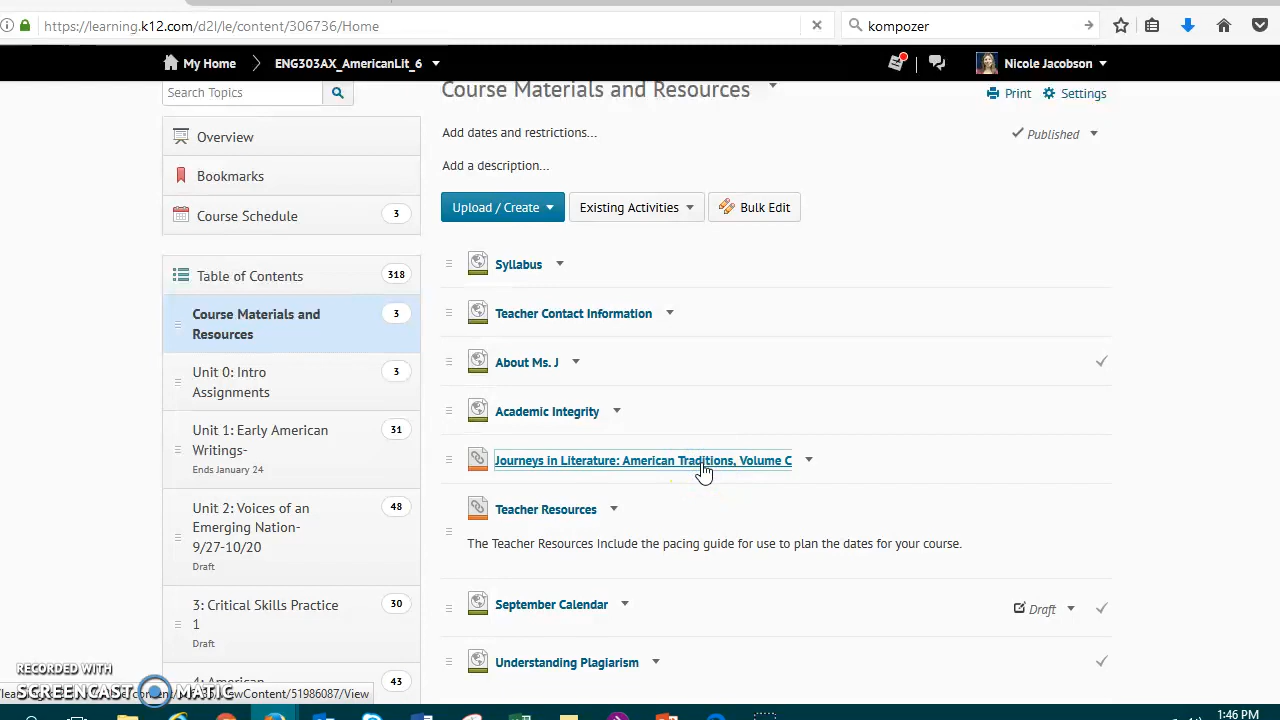 https://learning.k12.com/d2l/le/content/306736/Home
kompozer
My Home
ENG303AX_AmericanLit_6
Nicole Jacobson
Search Topics
Course Materials and Resources
Print
Settings
Add dates and restrictions...
Published
Overview
Add a description...
Bookmarks
Upload / Create
Existing Activities
Bulk Edit
Course Schedule
3
Table of Contents
318
Course Materials and
Resources
3
Unit 0: Intro
Assignments
3
Unit 1: Early American
Writings-
Ends January 24
31
Unit 2: Voices of an
Emerging Nation-
9/27-10/20
Draft
48
3: Critical Skills Practice
1
Draft
30
4: American
43
Syllabus
Teacher Contact Information
About Ms. J
Academic Integrity
Journeys in Literature: American Traditions, Volume C
Teacher Resources
The Teacher Resources Include the pacing guide for use to plan the dates for your course.
September Calendar
Draft
Understanding Plagiarism
RECORDED WITH
SCREENCAST MATIC
wContent/51986087/View
1:46 PM